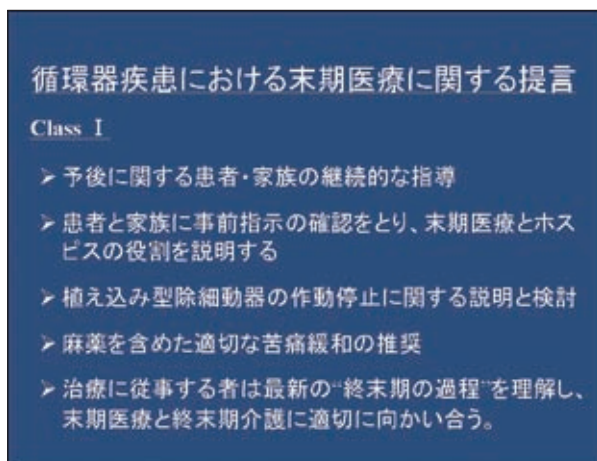 循環器疾患における末期医療に関する提言
Class Ⅰ
➤ 予後に関する患者・家族の継続的な指導
➤ 患者と家族に事前指示の確認をとり、末期医療とホス
ピスの役割を説明する
➤ 植え込み型除細動器の作動停止に関する説明と検討
➤ 麻薬を含めた適切な苦痛緩和の推奨
➤ 治療に従事する者は最新の“終末期の過程”を理解し、
末期医療と終末期介護に適切に向かい合う。